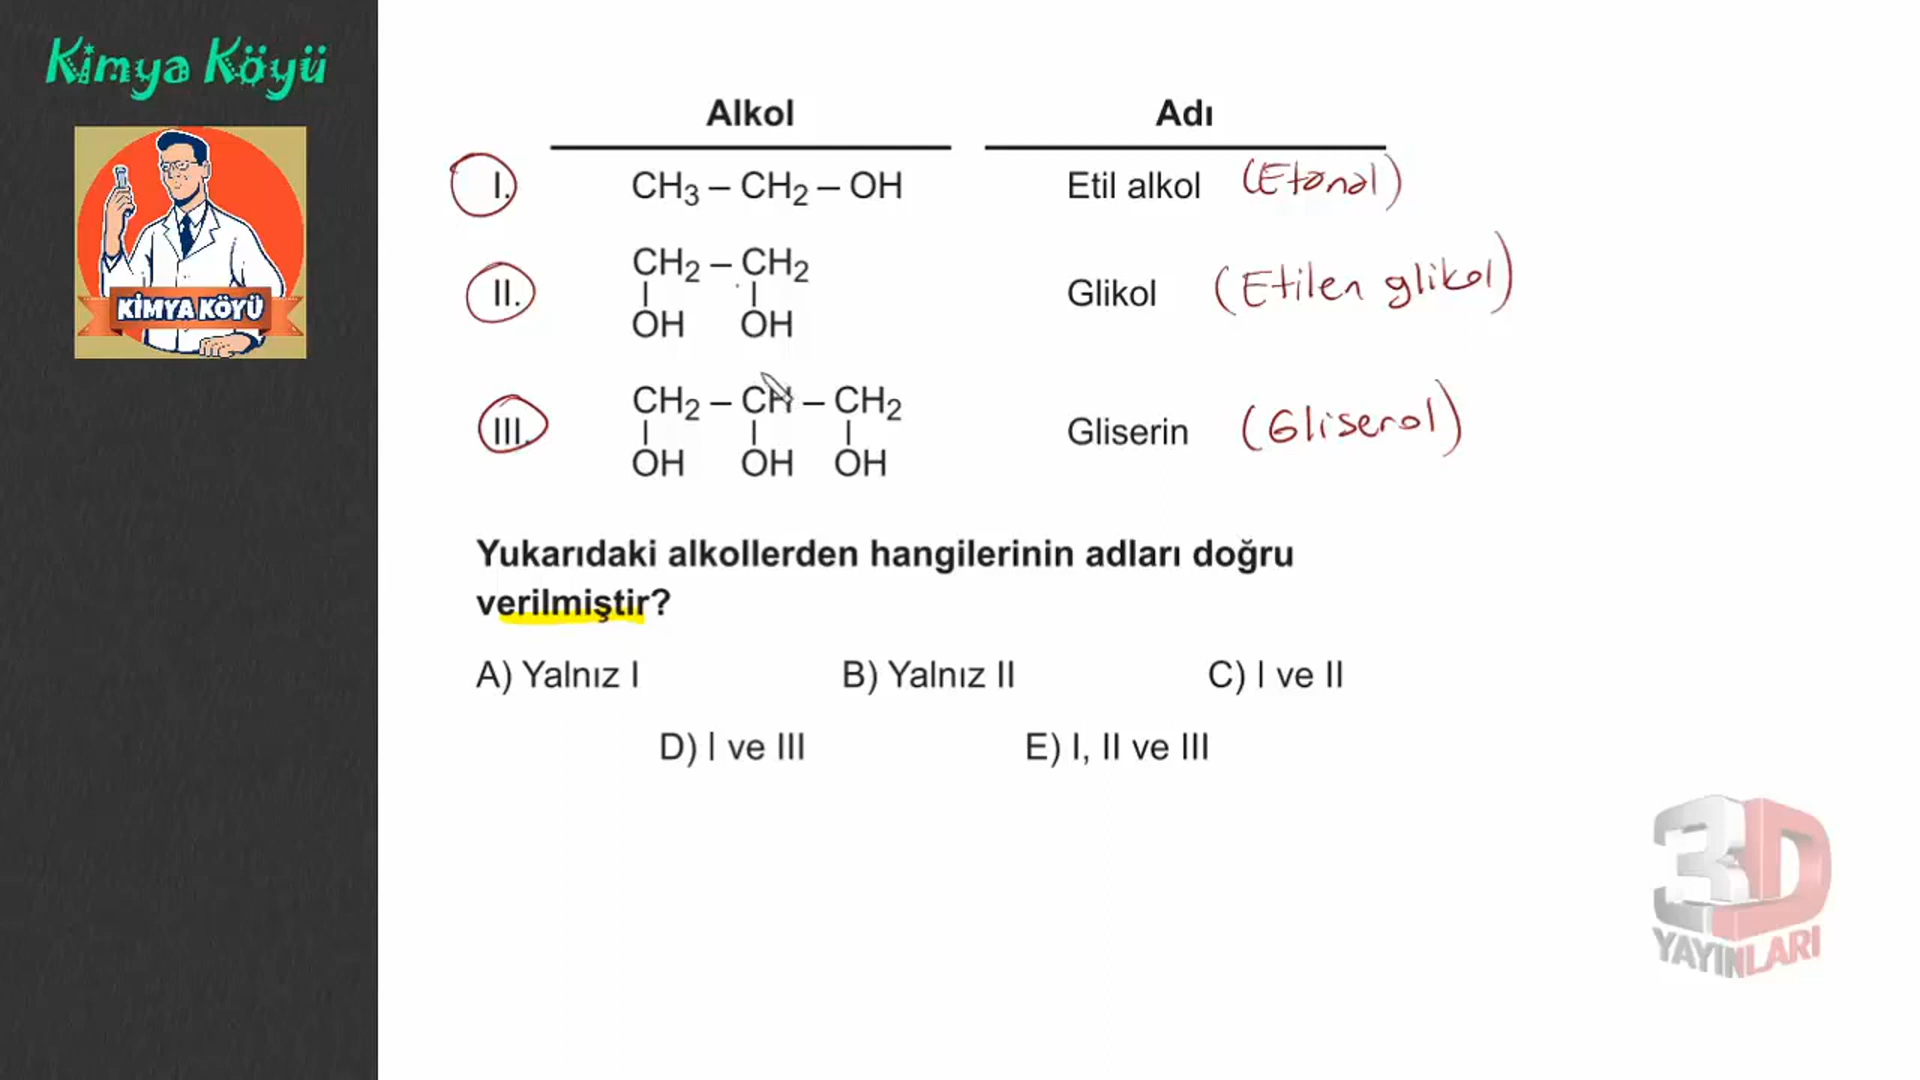 Kimya Köyü
KİMYA KÖYÜ
Alkol Adı
I. CH₃ – CH₂ – OH Etil alkol (Etanol)
II. CH₂ – CH₂ Glikol (Etilen glikol)
OH OH
III. CH₂ – CH – CH₂ Gliserin (Gliserol)
OH OH OH
Yukarıdaki alkollerden hangilerinin adları doğru
verilmiştir?
A) Yalnız I B) Yalnız II C) I ve II
D) I ve III E) I, II ve III
3D
YAYINLARI